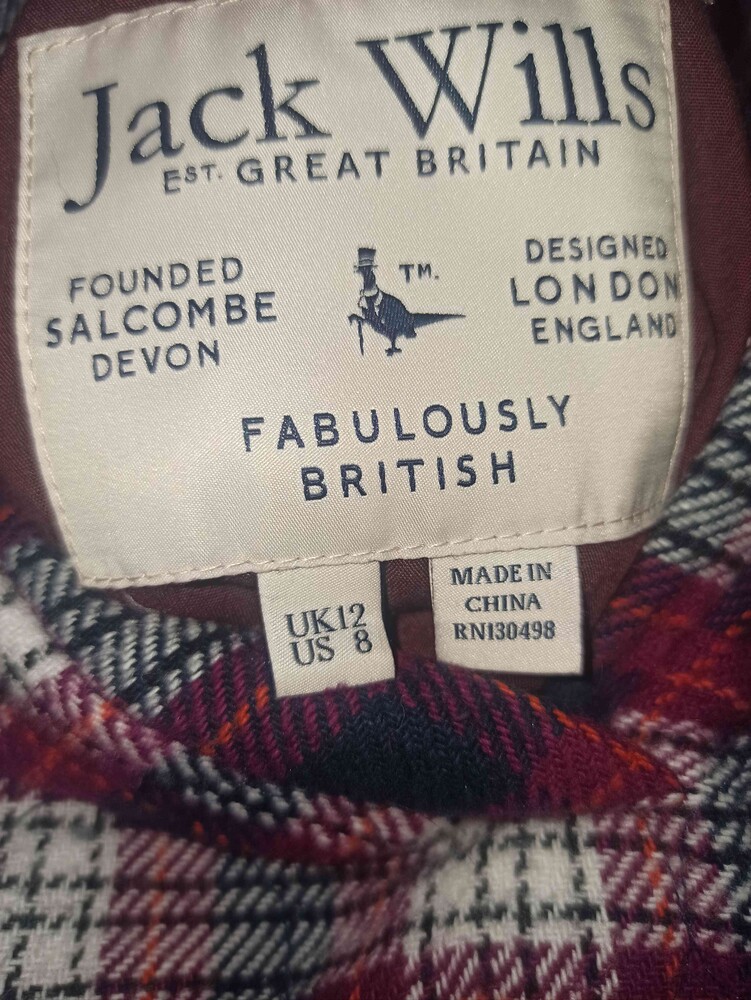 Jack Wills
EST. GREAT BRITAIN
FOUNDED
SALCOMBE
DEVON
TM.
DESIGNED
LONDON
ENGLAND
FABULOUSLY
BRITISH
UK12
US 8
MADE IN
CHINA
RN130498